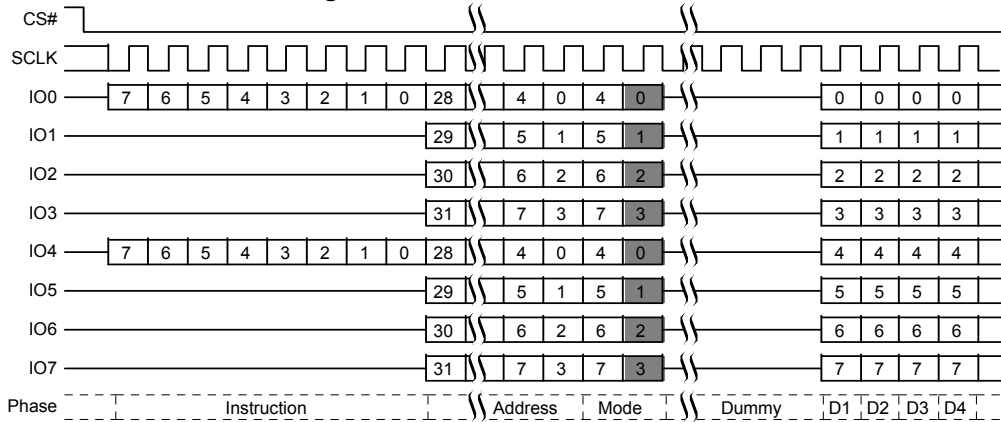 CS#
SCLK
IO0 7 6 5 4 3 2 1 0 28 4 0 4 0 0 0 0 0
IO1 29 5 1 5 1 1 1 1 1
IO2 30 6 2 6 2 2 2 2 2
IO3 31 7 3 7 3 3 3 3 3
IO4 7 6 5 4 3 2 1 0 28 4 0 4 0 4 4 4 4
IO5 29 5 1 5 1 5 5 5 5
IO6 30 6 2 6 2 6 6 6 6
IO7 31 7 3 7 3 7 7 7 7
Phase Instruction Address Mode Dummy D1 D2 D3 D4